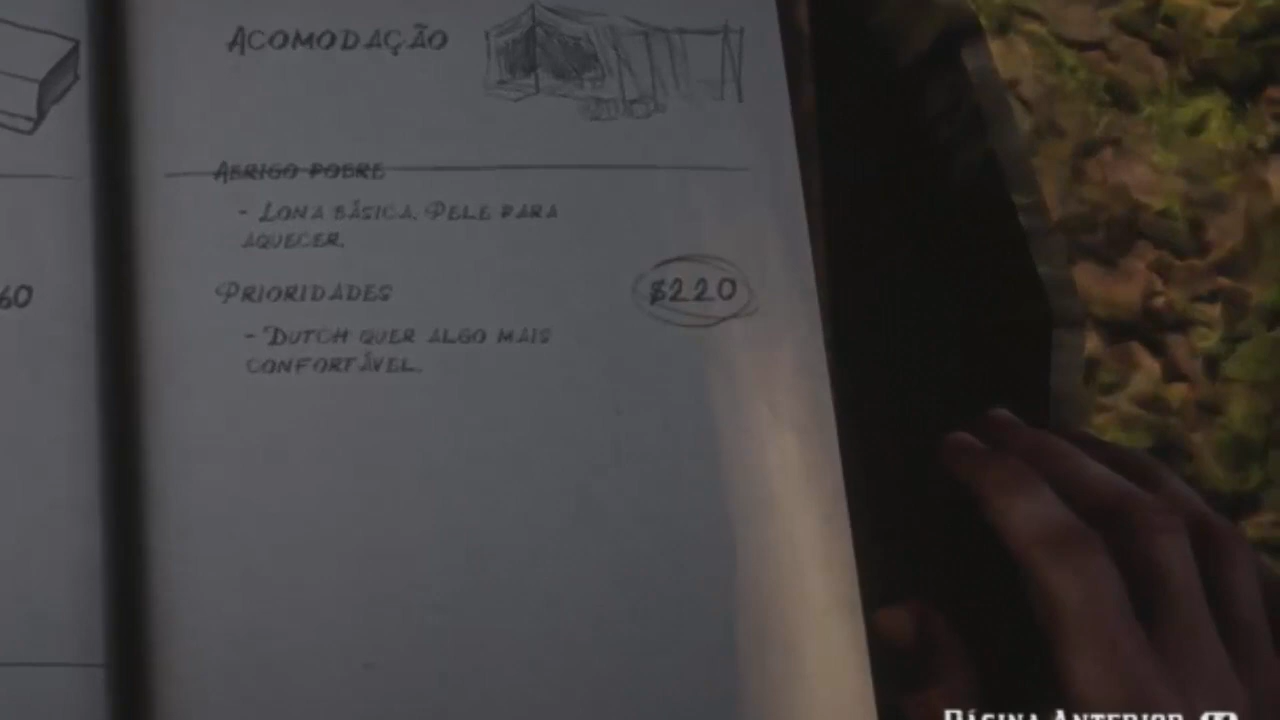 60
ACOMODAÇÃO
ABRIGO POBRE
- LONA BÁSICA. PELE PARA
AQUECER.
PRIORIDADES
$220
- DUTCH QUER ALGO MAIS
CONFORTÁVEL.
PÁGINA ANTERIOR